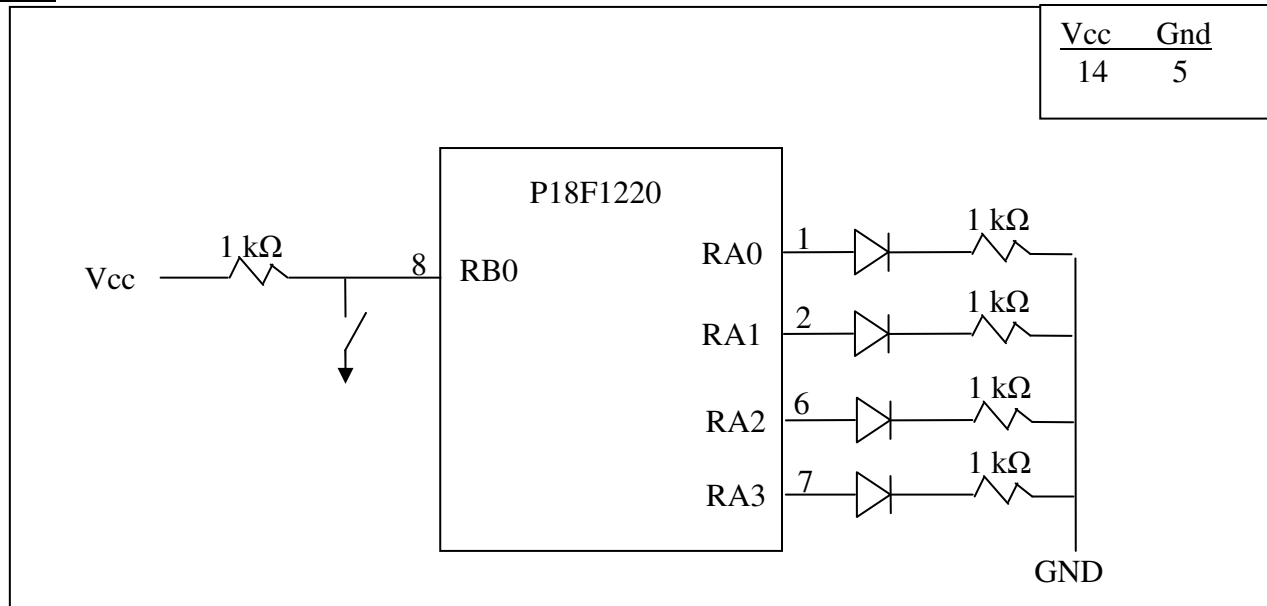 Vcc Gnd
14 5
P18F1220
1 kΩ
Vcc
8
RB0
RA0
1
1 kΩ
RA1
2
1 kΩ
RA2
6
1 kΩ
RA3
7
1 kΩ
GND